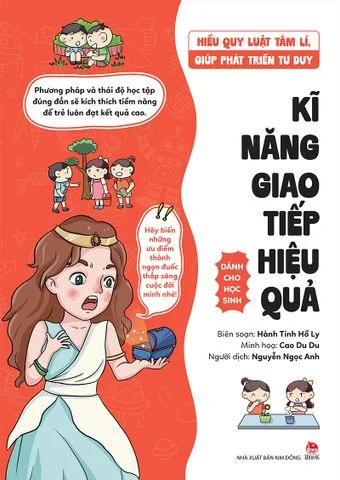 HIỂU QUY LUẬT TÂM LÍ,
GIÚP PHÁT TRIỂN TƯ DUY
Phương pháp và thái độ học tập
đúng đắn sẽ kích thích tiềm năng
để trẻ luôn đạt kết quả cao.
KĨ
NĂNG
GIAO
TIẾP
HIỆU
QUẢ
DÀNH
CHO HỌC
SINH
Hãy biến
những
ưu điểm
thành
ngọn đuốc
thắp sáng
cuộc đời
mình nhé!
Biên soạn: Hành Tinh Hồ Ly
Minh hoạ: Cao Du Du
Người dịch: Nguyễn Ngọc Anh
NHÀ XUẤT BẢN KIM ĐỒNG